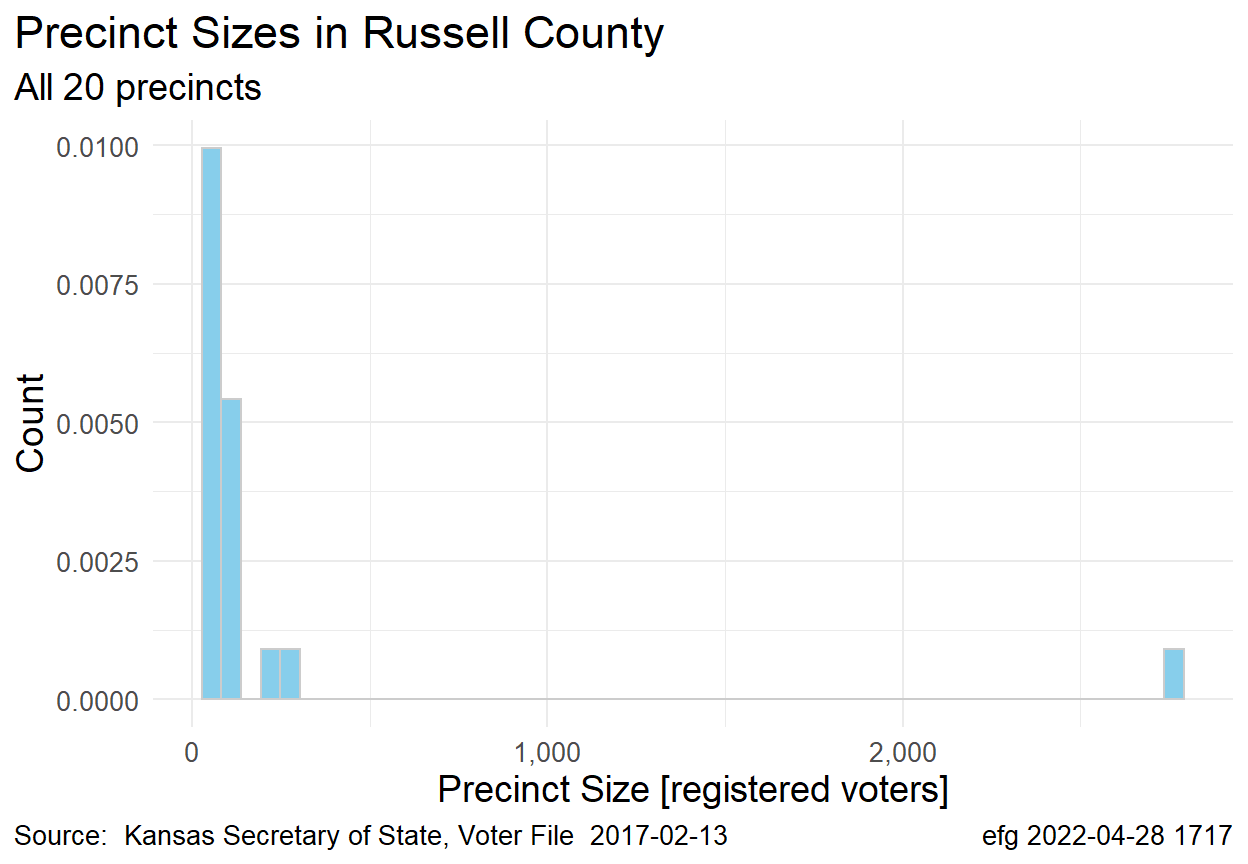 Precinct Sizes in Russell County
All 20 precincts
0.0100
0.0075
0.0050
0.0025
0.0000
Count
0 1,000 2,000
Precinct Size [registered voters]
Source:  Kansas Secretary of State, Voter File  2017-02-13 efg 2022-04-28 1717